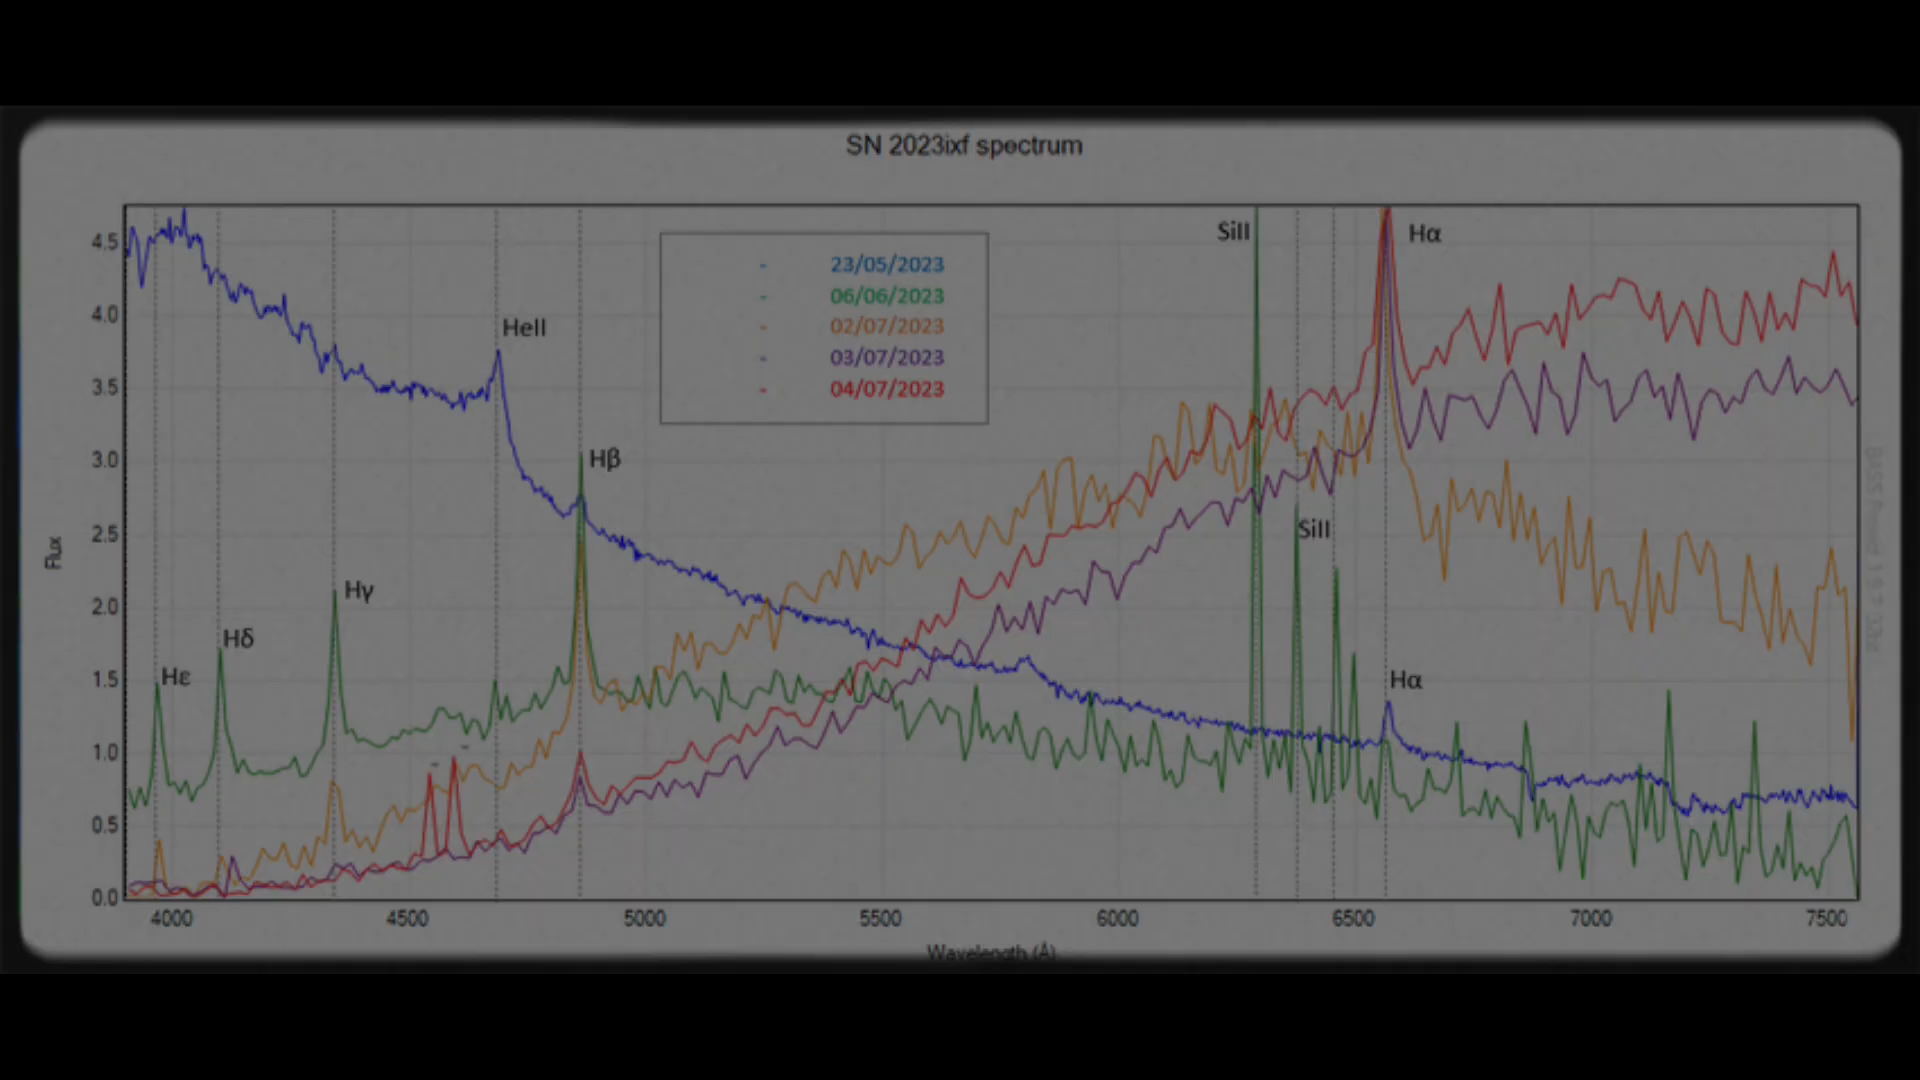 SN 2023ixf spectrum
4.5
4.0
3.5
3.0
2.5
2.0
1.5
1.0
0.5
0.0
Flux
23/05/2023
06/06/2023
02/07/2023
03/07/2023
04/07/2023
SiII
Hα
HeII
Hβ
SiII
Hγ
Hδ
Hε
Hα
4000
4500
5000
5500
6000
6500
7000
7500
Wavelength (Å)